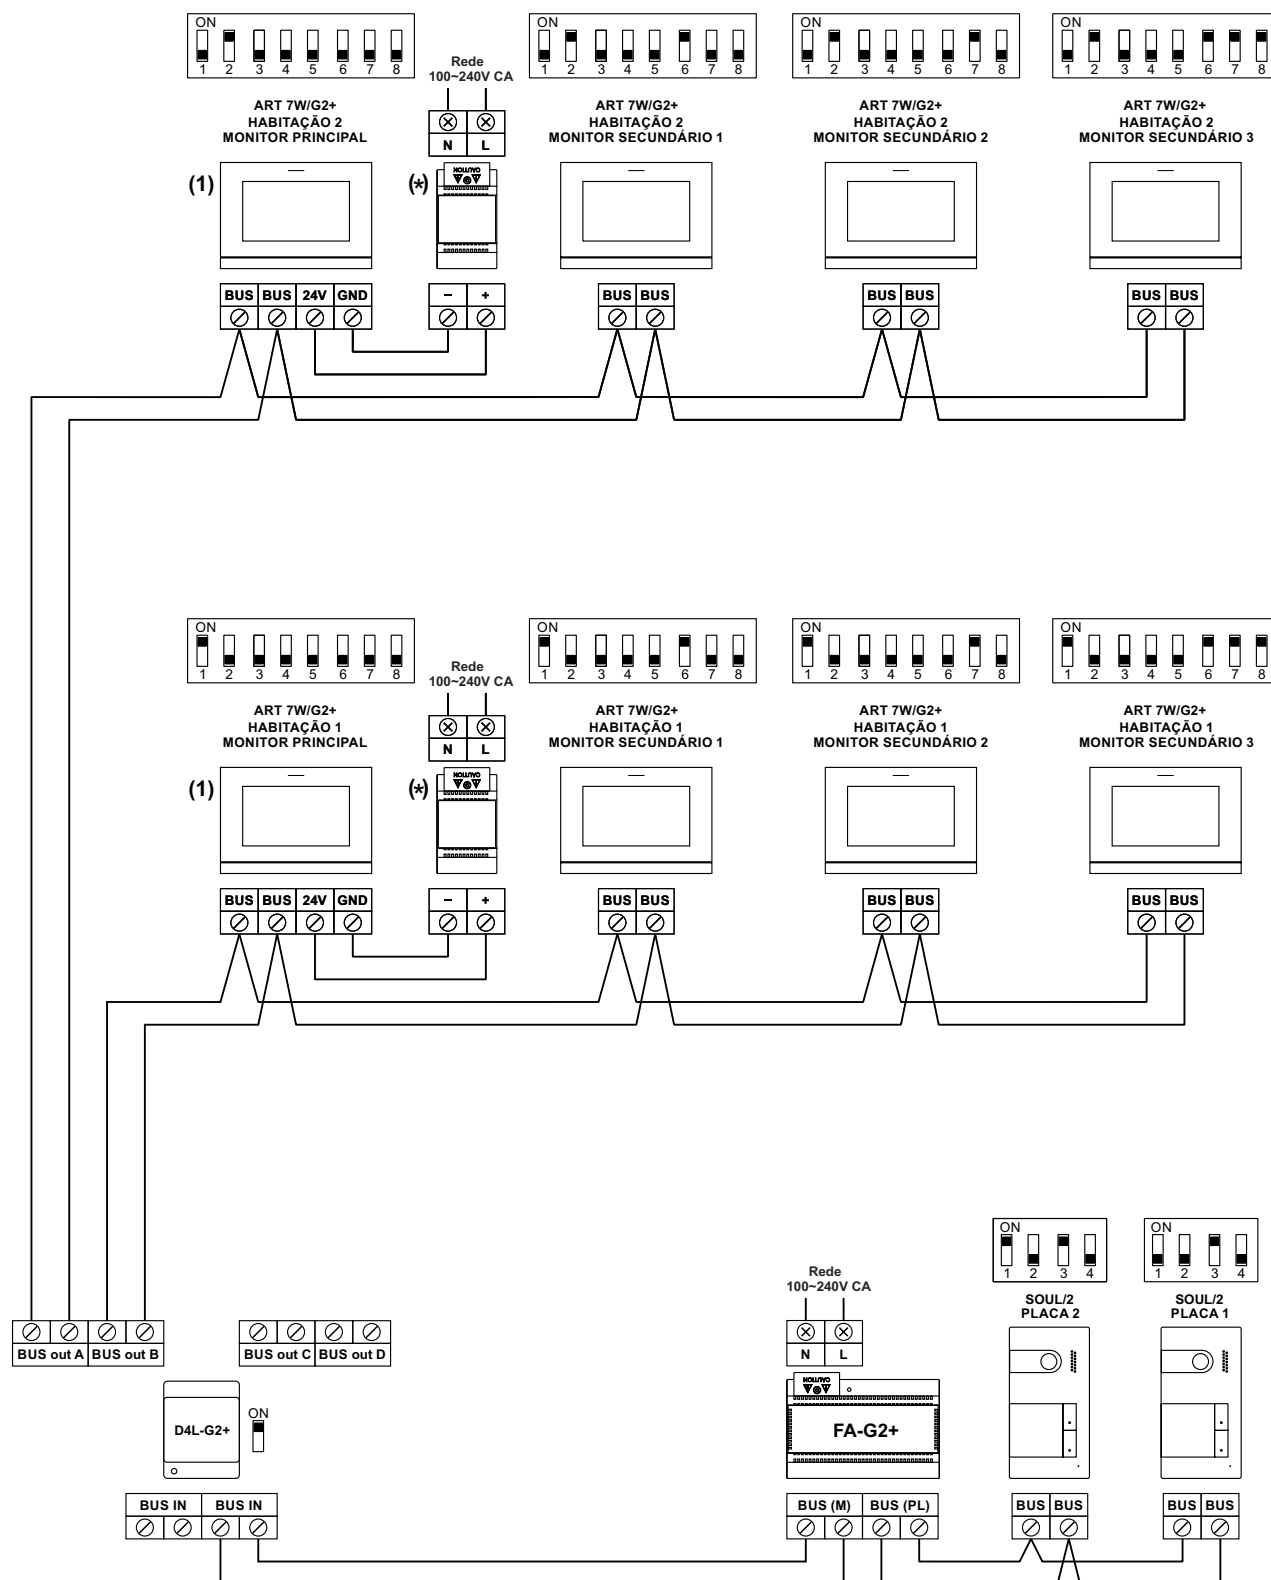 ON
1 2 3 4 5 6 7 8
Rede
100~240V CA
N L
ON
1 2 3 4 5 6 7 8
ON
1 2 3 4 5 6 7 8
ON
1 2 3 4 5 6 7 8
ART 7W/G2+
HABITAÇÃO 2
MONITOR PRINCIPAL
ART 7W/G2+
HABITAÇÃO 2
MONITOR SECUNDÁRIO 1
ART 7W/G2+
HABITAÇÃO 2
MONITOR SECUNDÁRIO 2
ART 7W/G2+
HABITAÇÃO 2
MONITOR SECUNDÁRIO 3
(1)
(*)
CAUTION
BUS BUS 24V GND
- +
BUS BUS
BUS BUS
BUS BUS
ON
1 2 3 4 5 6 7 8
Rede
100~240V CA
N L
ON
1 2 3 4 5 6 7 8
ON
1 2 3 4 5 6 7 8
ON
1 2 3 4 5 6 7 8
ART 7W/G2+
HABITAÇÃO 1
MONITOR PRINCIPAL
ART 7W/G2+
HABITAÇÃO 1
MONITOR SECUNDÁRIO 1
ART 7W/G2+
HABITAÇÃO 1
MONITOR SECUNDÁRIO 2
ART 7W/G2+
HABITAÇÃO 1
MONITOR SECUNDÁRIO 3
(1)
(*)
CAUTION
BUS BUS 24V GND
- +
BUS BUS
BUS BUS
BUS BUS
ON
1 2 3 4
ON
1 2 3 4
SOUL/2
PLACA 2
SOUL/2
PLACA 1
Rede
100~240V CA
N L
BUS out A BUS out B
BUS out C BUS out D
CAUTION
D4L-G2+
ON
FA-G2+
BUS IN BUS IN
BUS (M) BUS (PL)
BUS BUS
BUS BUS